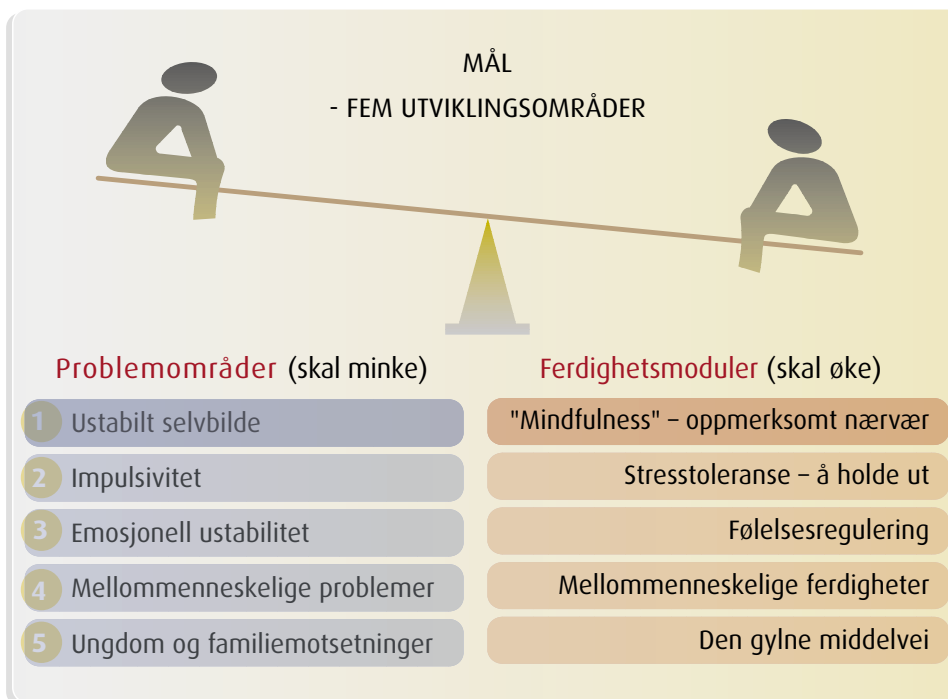 MÅL
- FEM UTVIKLINGSOMRÅDER
Problemområder (skal minke)
1 Ustabilt selvbilde
2 Impulsivitet
3 Emosjonell ustabilitet
4 Mellommenneskelige problemer
5 Ungdom og familiemotsetninger
Ferdighetsmoduler (skal øke)
"Mindfulness" – oppmerksomt nærvær
Stresstoleranse – å holde ut
Følelsesregulering
Mellommenneskelige ferdigheter
Den gylne middelvei